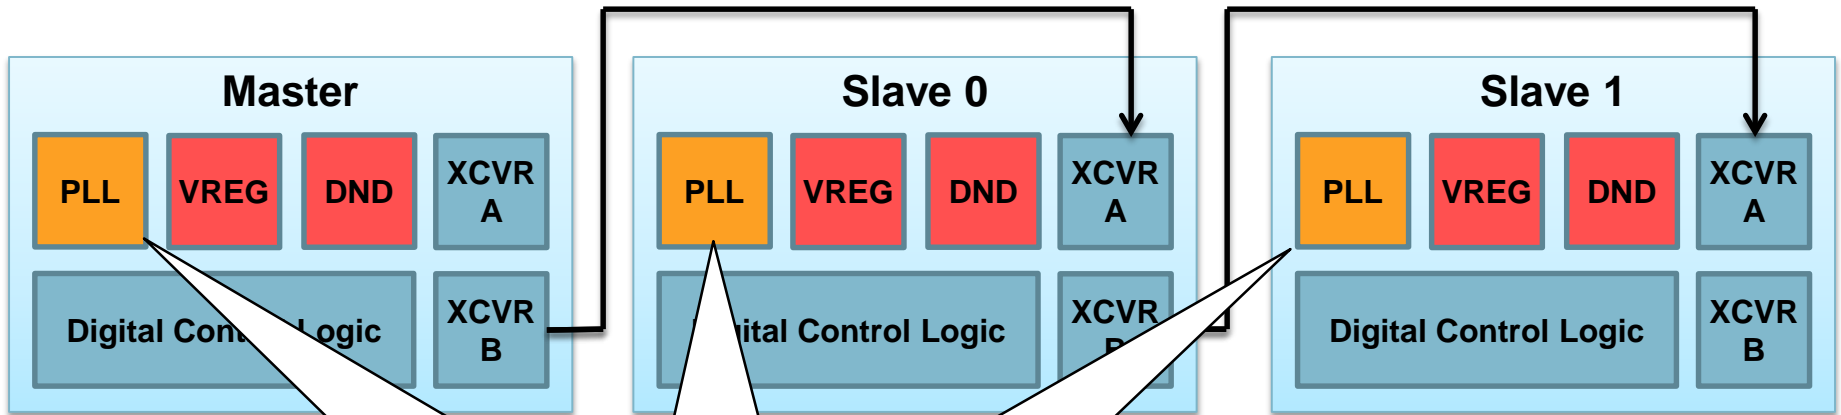 Master
PLL
VREG
DND
XCVR
A
Digital Cont Logic
XCVR
B
Slave 0
PLL
VREG
DND
XCVR
A
ital Control Logic
XCVR
Slave 1
PLL
VREG
DND
XCVR
A
Digital Control Logic
XCVR
B